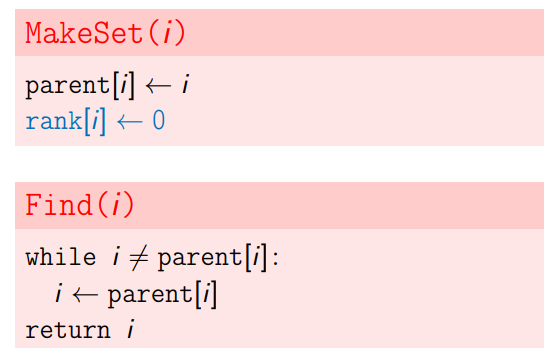 MakeSet(i)
parent[i] ← i
rank[i] ← 0
Find(i)
while i ≠ parent[i]:
i ← parent[i]
return i